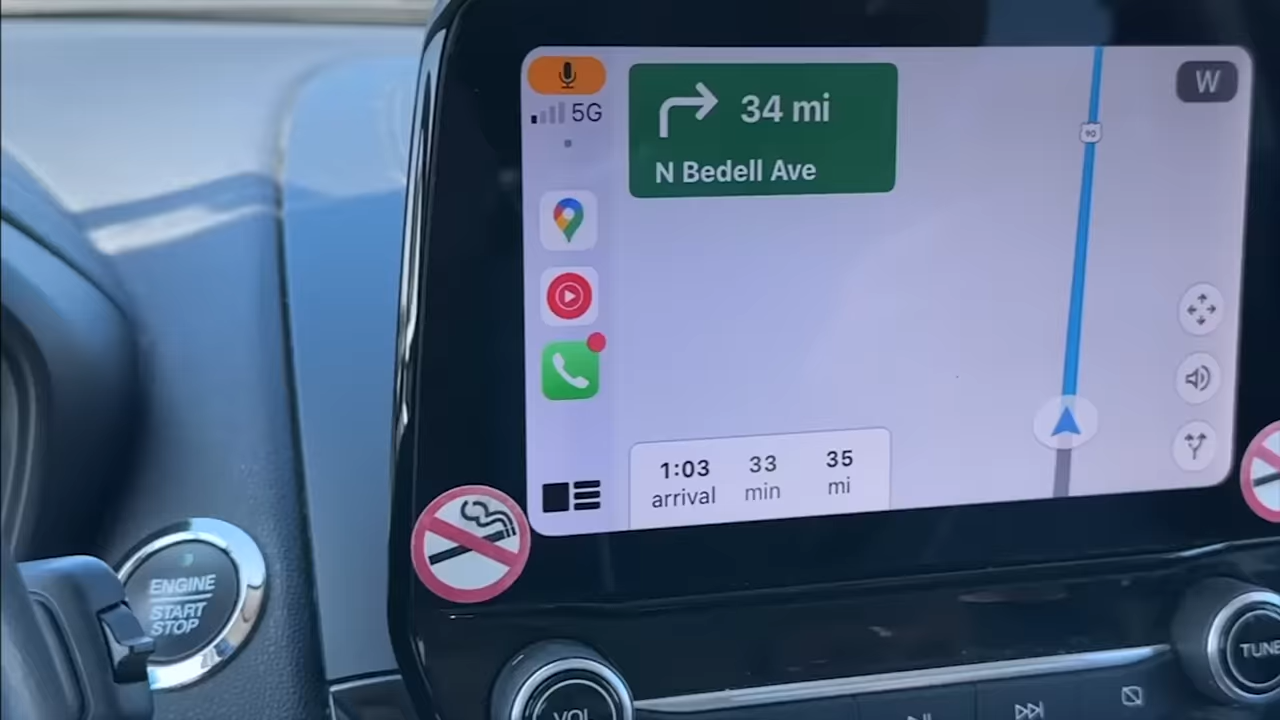 5G
34 mi
N Bedell Ave
W
90
1:03 33 35
arrival min mi
ENGINE
START
STOP
VOL
TUNE